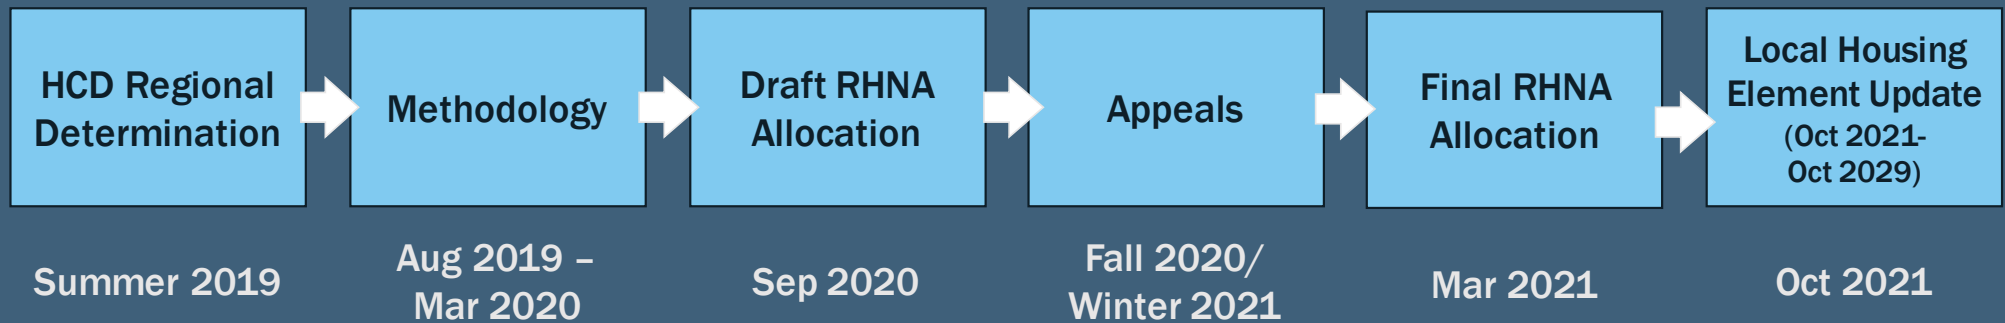 HCD Regional
Determination
Methodology
Draft RHNA
Allocation
Appeals
Final RHNA
Allocation
Local Housing
Element Update
(Oct 2021-
Oct 2029)
Summer 2019
Aug 2019 –
Mar 2020
Sep 2020
Fall 2020/
Winter 2021
Mar 2021
Oct 2021